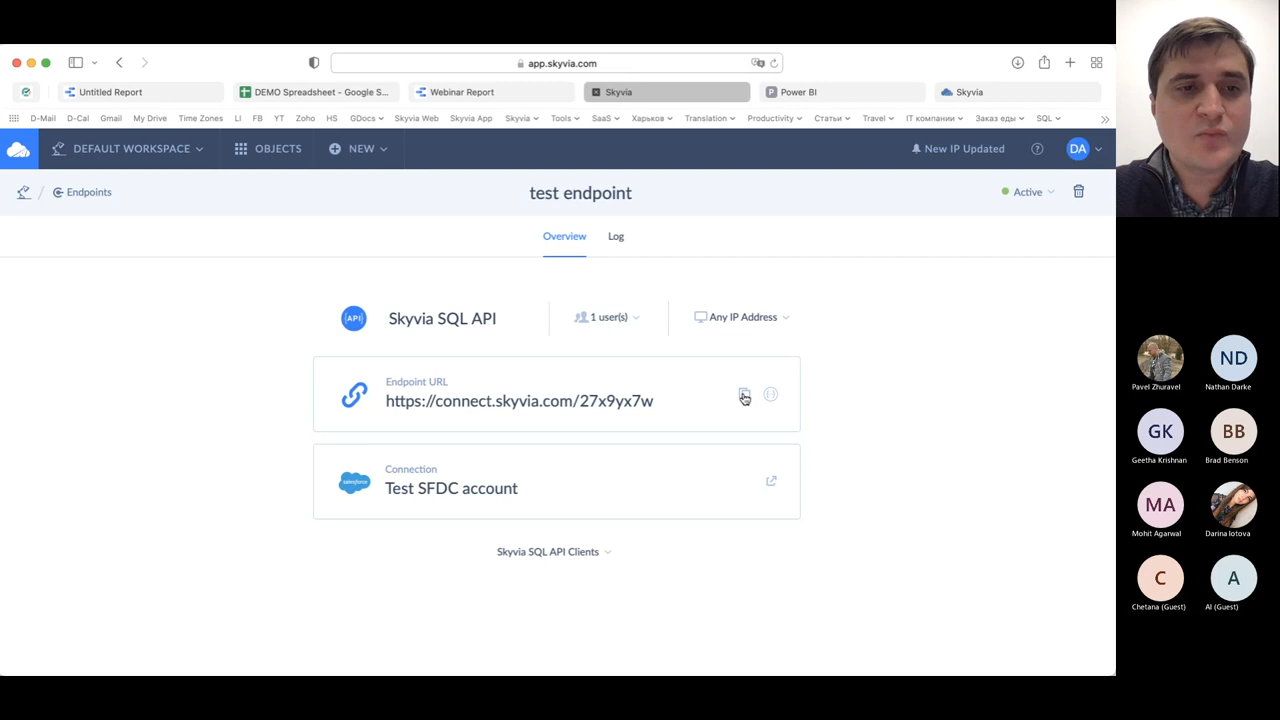 app.skyvia.com
Untitled Report
DEMO Spreadsheet - Google S...
Webinar Report
Skyvia
Power BI
Skyvia
D-Mail
D-Cal
Gmail
My Drive
Time Zones
LI
FB
YT
Zoho
HS
GDocs
Skyvia Web
Skyvia App
Skyvia
Tools
SaaS
Харьков
Translation
Productivity
Статьи
Travel
IT компании
Заказ еды
SQL
DEFAULT WORKSPACE
OBJECTS
NEW
New IP Updated
DA
Endpoints
test endpoint
Active
Overview
Log
API
Skyvia SQL API
1 user(s)
Any IP Address
Endpoint URL
https://connect.skyvia.com/27x9yx7w
salesforce
Connection
Test SFDC account
Skyvia SQL API Clients
Pavel Zhuravel
ND
Nathan Darke
GK
Geetha Krishnan
BB
Brad Benson
MA
Mohit Agarwal
Darina Iotova
C
Chetana (Guest)
A
Al (Guest)